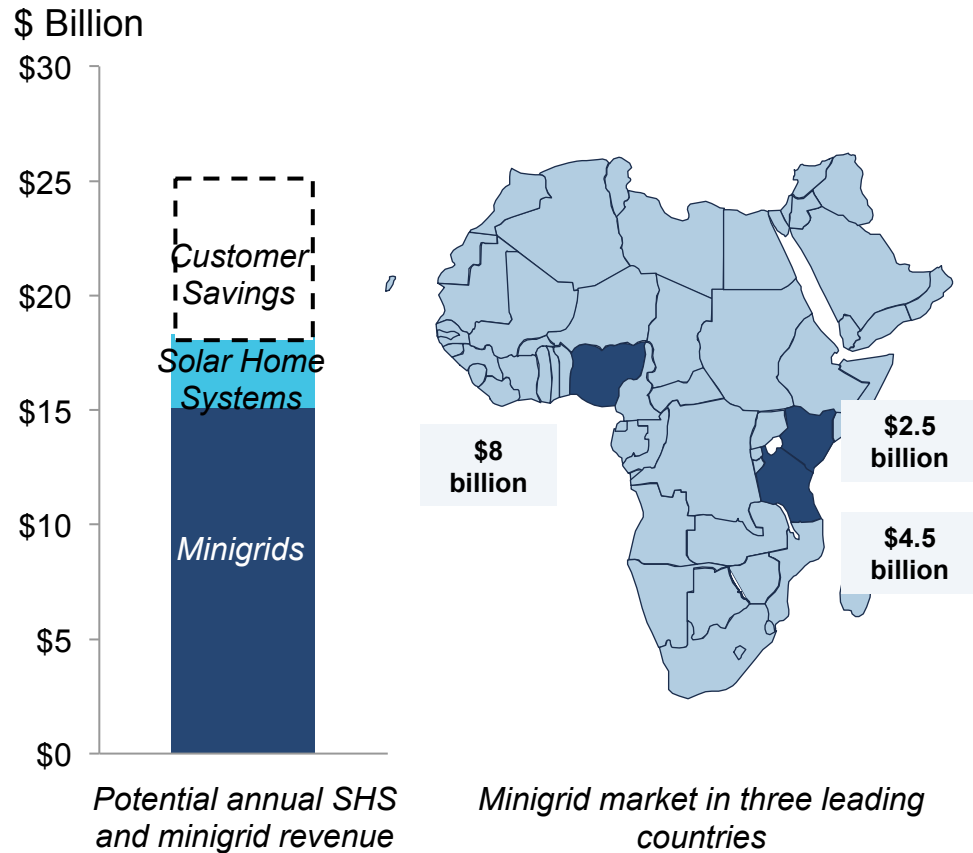 $ Billion
$30
$25
$20
$15
$10
$5
$0
Customer
Savings
Solar Home
Systems
Minigrids
Potential annual SHS
and minigrid revenue
$8
billion
$2.5
billion
$4.5
billion
Minigrid market in three leading
countries